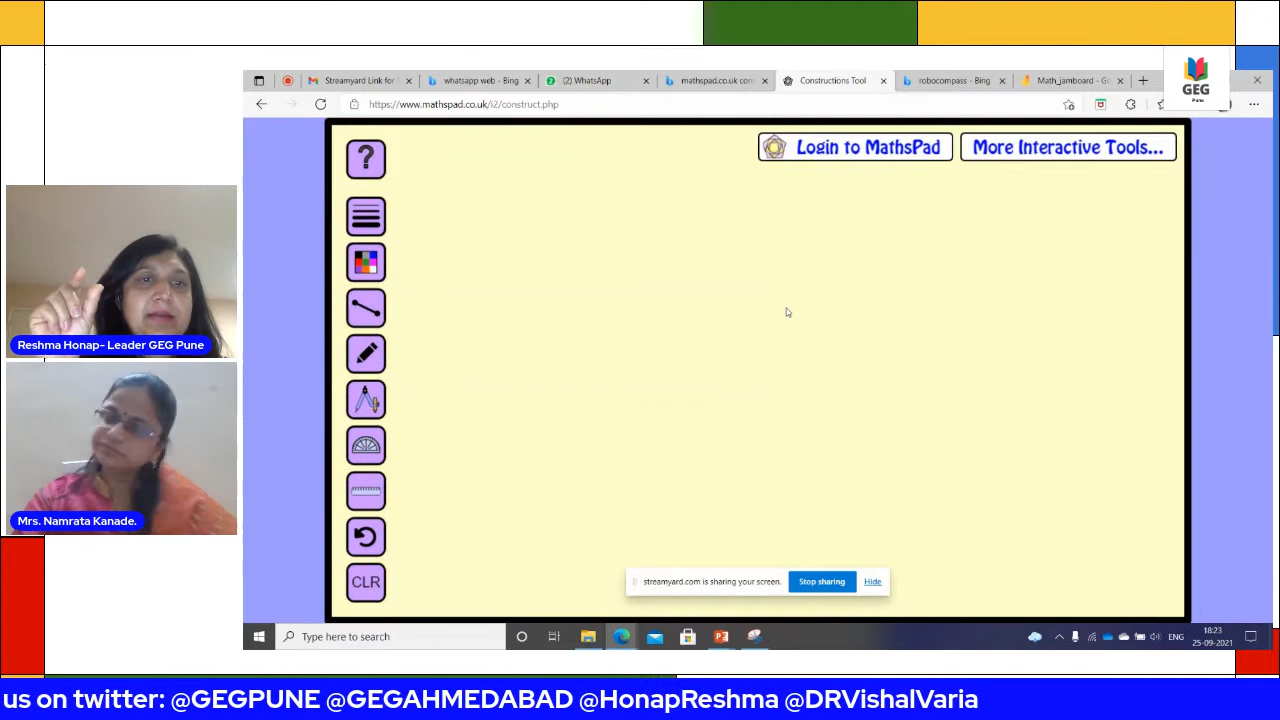 GEG
Pune
Streamyard Link for
whatsapp web - Bing
(2) WhatsApp
mathspad.co.uk con
Constructions Tool
robocompass - Bing
Math_jamboard - G
https://www.mathspad.co.uk/i2/construct.php
?
Login to MathsPad
More Interactive Tools...
CLR
streamyard.com is sharing your screen.
Stop sharing
Hide
Reshma Honap- Leader GEG Pune
Mrs. Namrata Kanade.
Type here to search
ENG
18:23
25-09-2021
us on twitter: @GEGPUNE @GEGAHMEDABAD @HonapReshma @DRVishalVaria